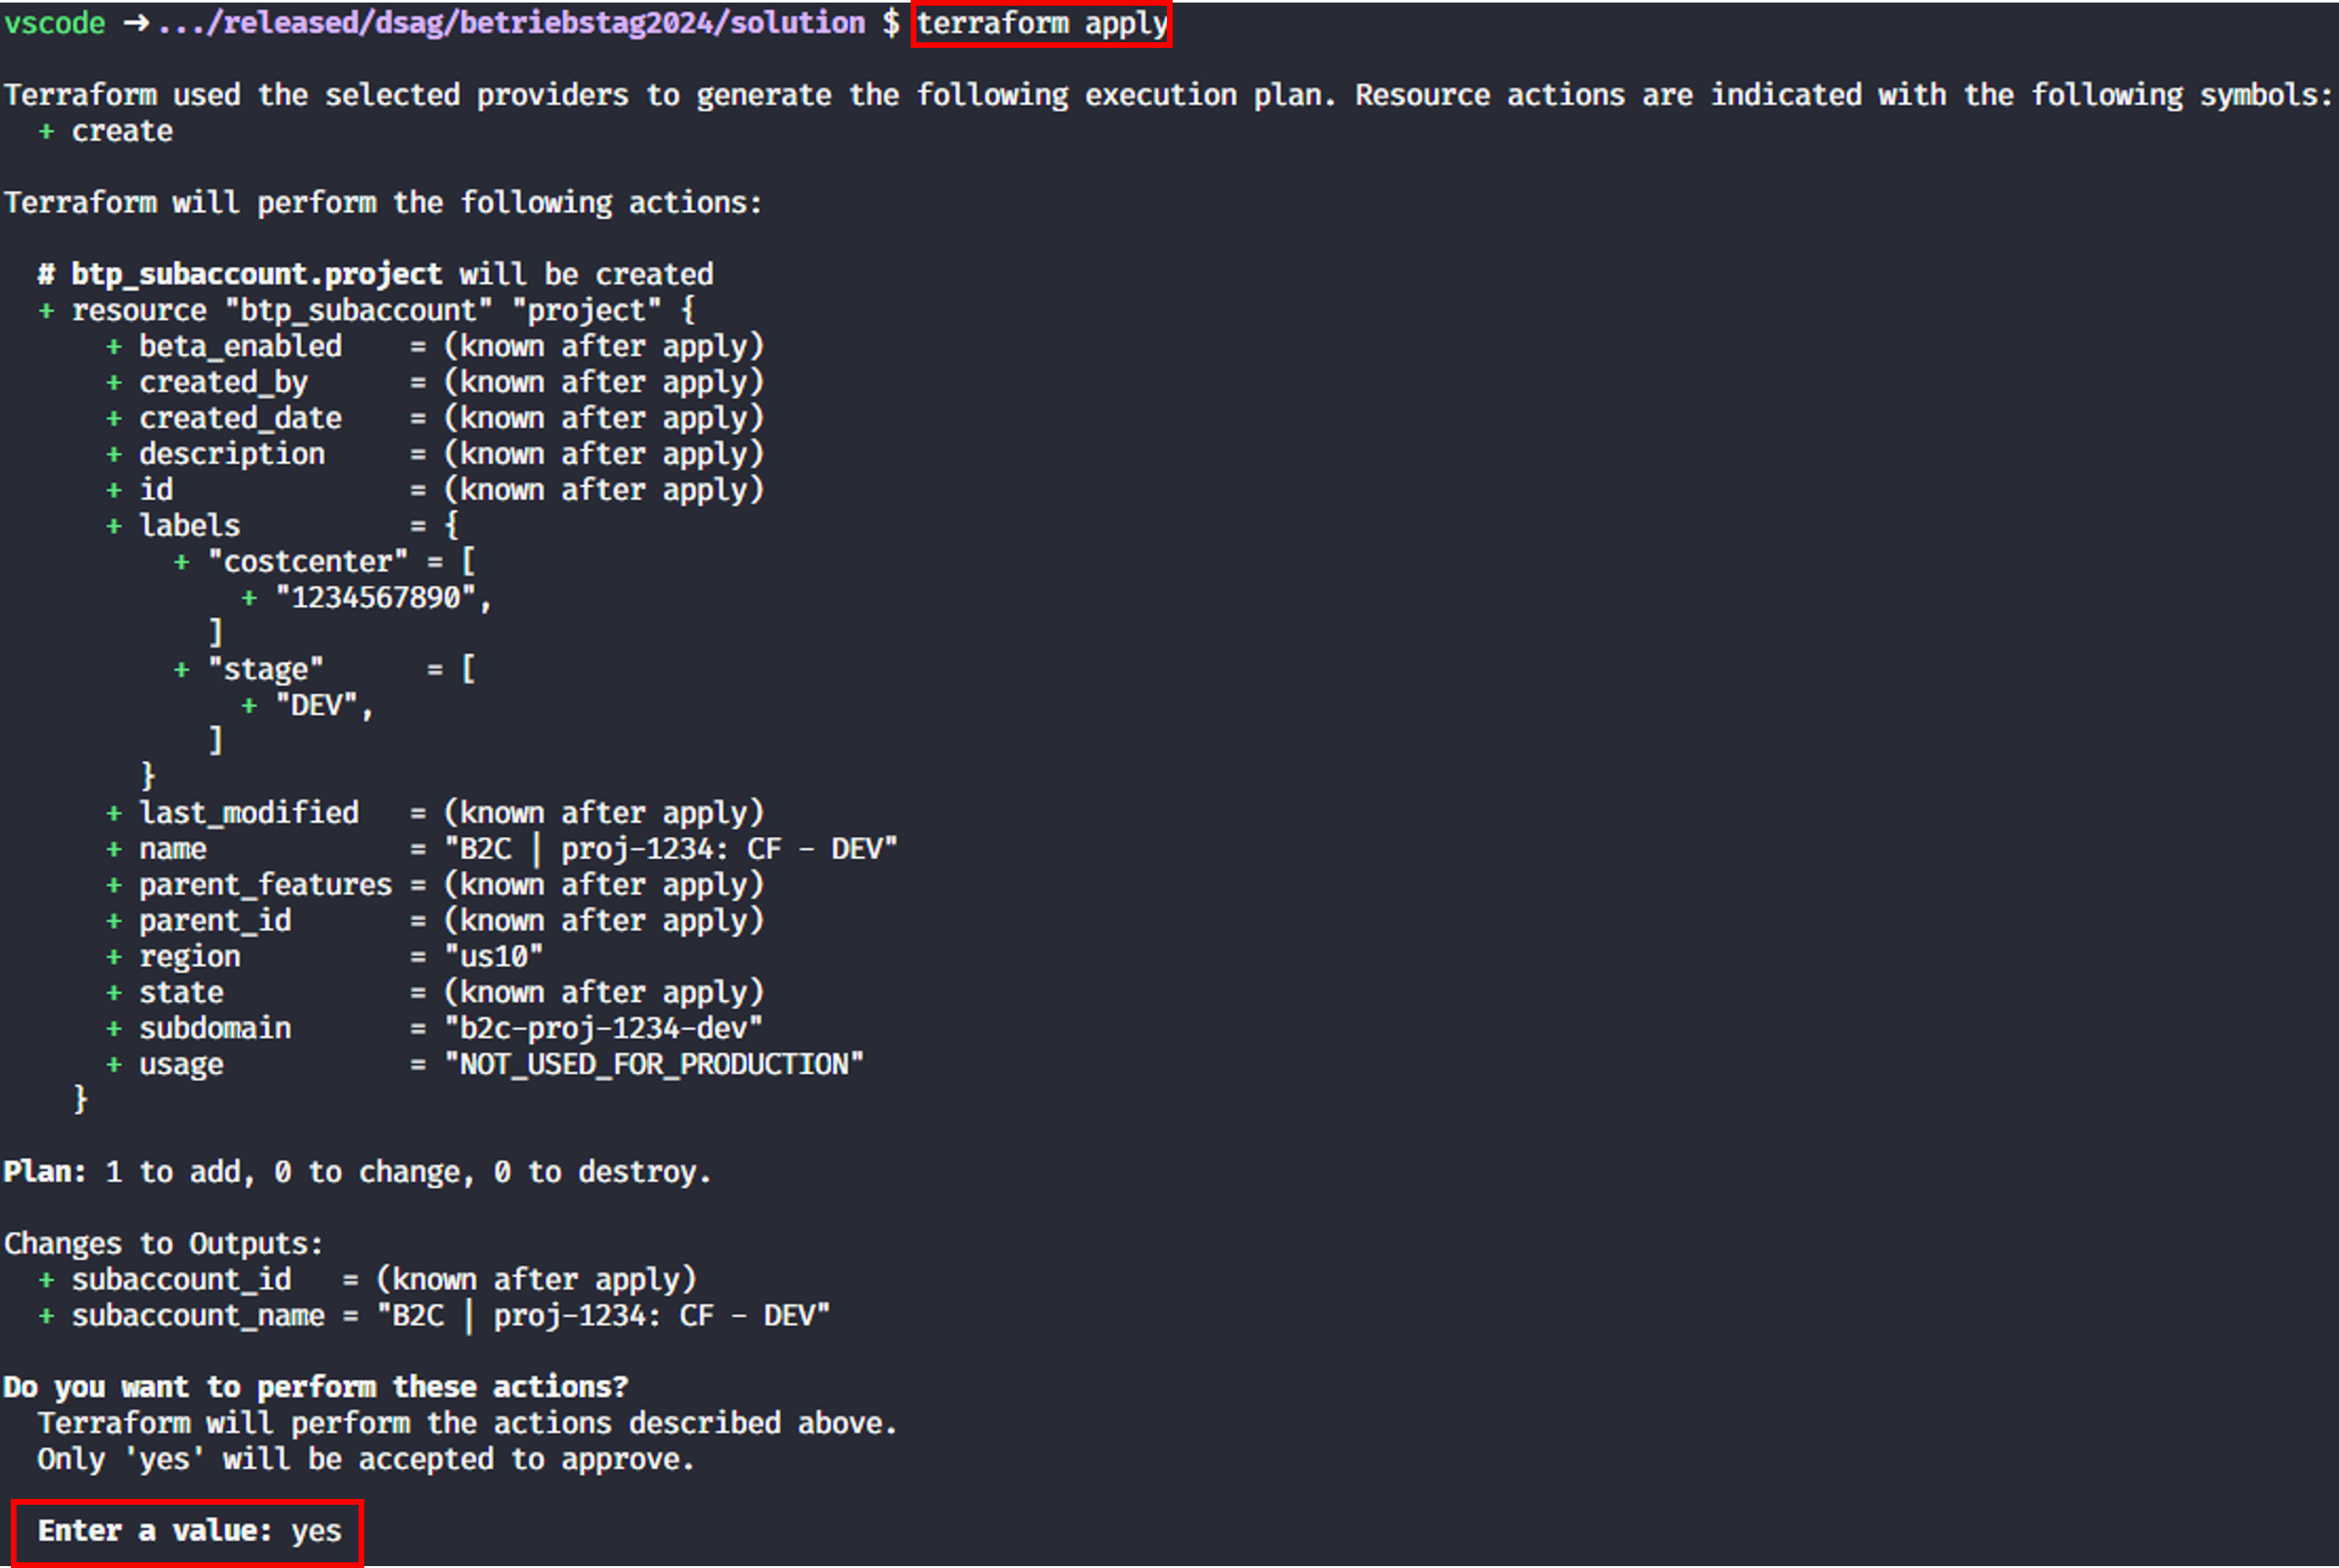 vscode ➜ .../released/dsag/betriebstag2024/solution $ terraform apply
Terraform used the selected providers to generate the following execution plan. Resource actions are indicated with the following symbols:
+ create
Terraform will perform the following actions:
# btp_subaccount.project will be created
+ resource "btp_subaccount" "project" {
+ beta_enabled    = (known after apply)
+ created_by      = (known after apply)
+ created_date    = (known after apply)
+ description     = (known after apply)
+ id              = (known after apply)
+ labels          = {
+ "costcenter" = [
+ "1234567890",
]
+ "stage"      = [
+ "DEV",
]
}
+ last_modified   = (known after apply)
+ name            = "B2C | proj-1234: CF - DEV"
+ parent_features = (known after apply)
+ parent_id       = (known after apply)
+ region          = "us10"
+ state           = (known after apply)
+ subdomain       = "b2c-proj-1234-dev"
+ usage           = "NOT_USED_FOR_PRODUCTION"
}
Plan: 1 to add, 0 to change, 0 to destroy.
Changes to Outputs:
+ subaccount_id   = (known after apply)
+ subaccount_name = "B2C | proj-1234: CF - DEV"
Do you want to perform these actions?
Terraform will perform the actions described above.
Only 'yes' will be accepted to approve.
Enter a value: yes